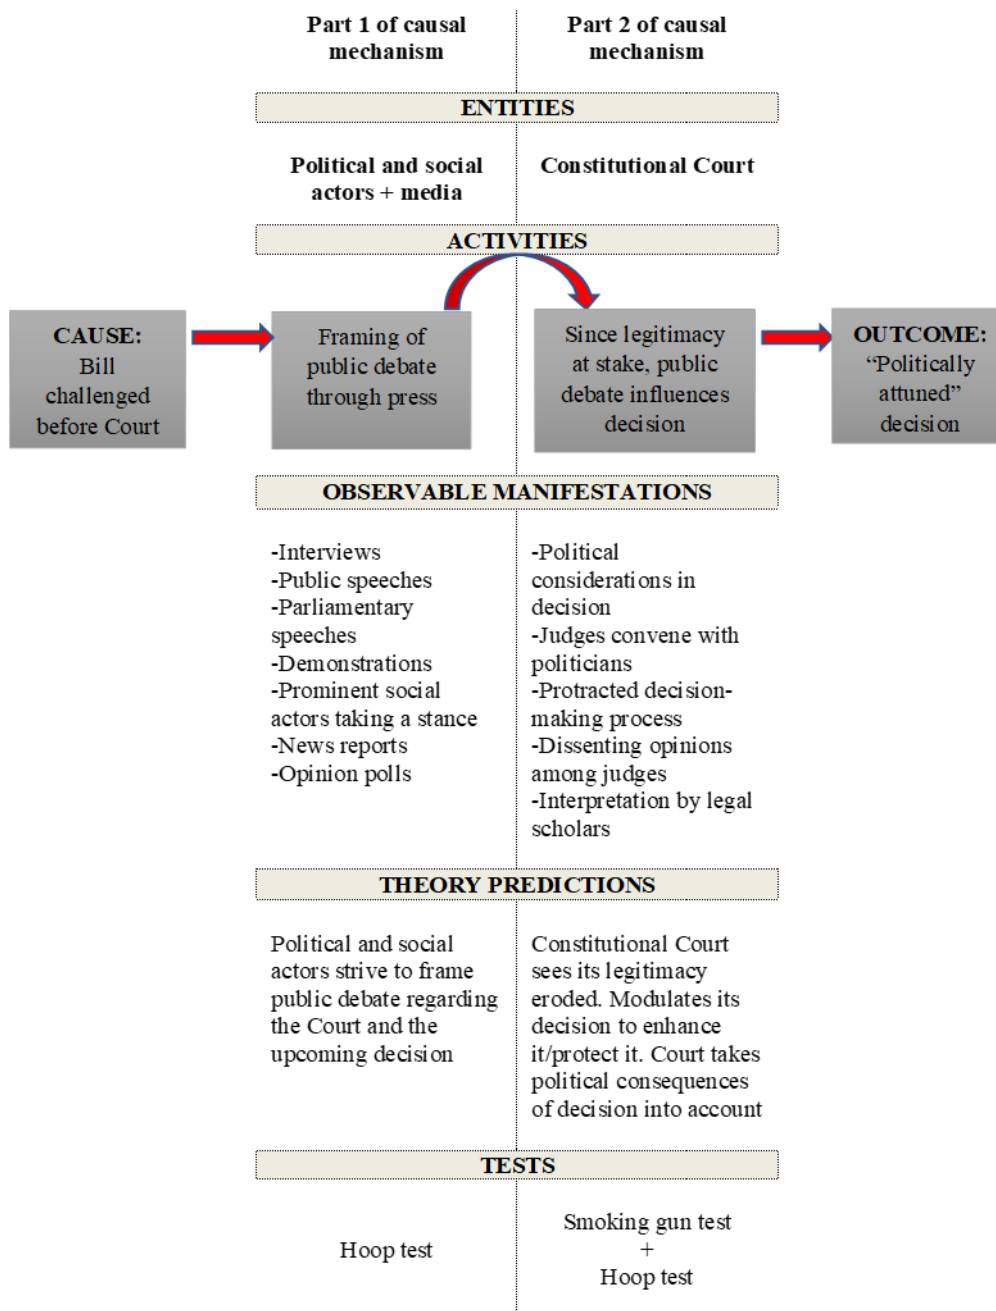 Part 1 of causal
mechanism
Part 2 of causal
mechanism
ENTITIES
Political and social
actors + media
Constitutional Court
ACTIVITIES
CAUSE:
Bill
challenged
before Court
Framing of
public debate
through press
Since legitimacy
at stake, public
debate influences
decision
OUTCOME:
“Politically
attuned”
decision
OBSERVABLE MANIFESTATIONS
-Interviews
-Public speeches
-Parliamentary
speeches
-Demonstrations
-Prominent social
actors taking a stance
-News reports
-Opinion polls
-Political
considerations in
decision
-Judges convene with
politicians
-Protracted decision-
making process
-Dissenting opinions
among judges
-Interpretation by legal
scholars
THEORY PREDICTIONS
Political and social
actors strive to frame
public debate regarding
the Court and the
upcoming decision
Constitutional Court
sees its legitimacy
eroded. Modulates its
decision to enhance
it/protect it. Court takes
political consequences
of decision into account
TESTS
Hoop test
Smoking gun test
+
Hoop test